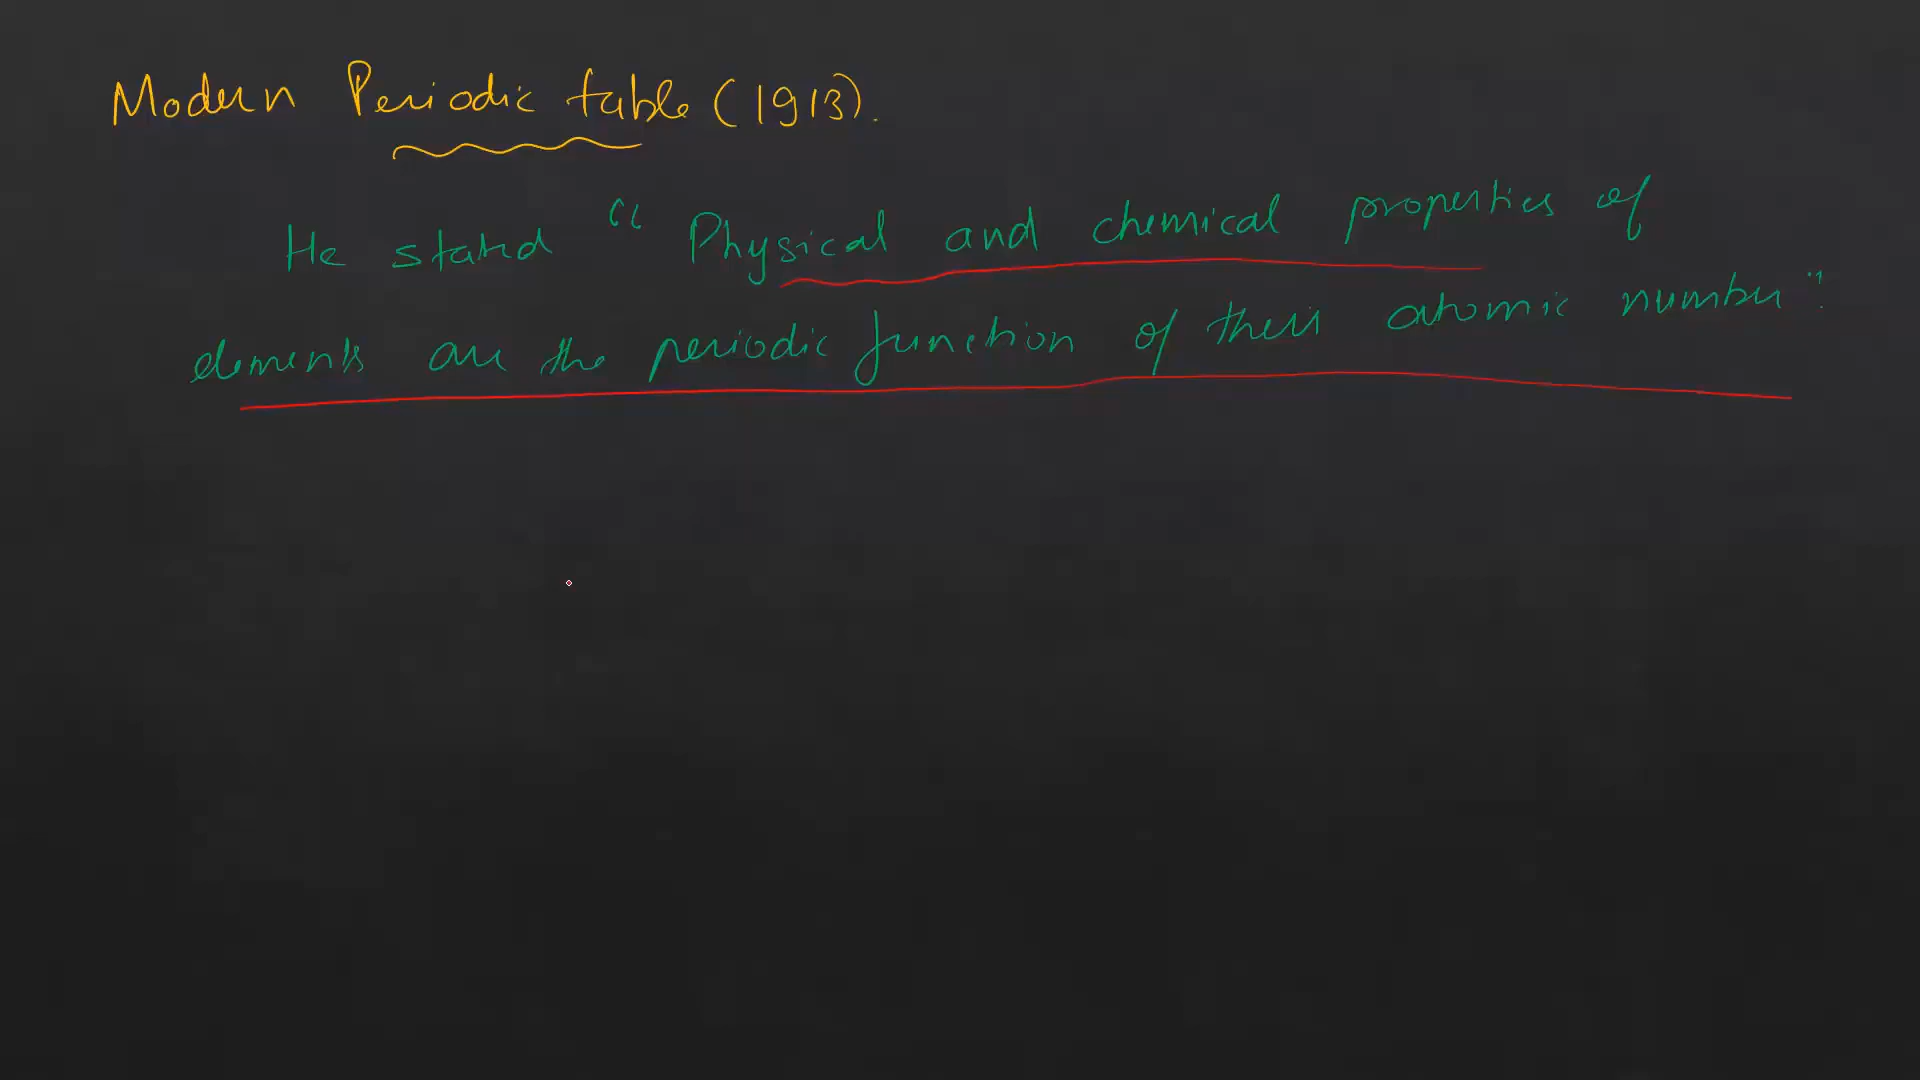 Modern Periodic table (1913).
He stated " Physical and chemical properties of
elements are the periodic function of their atomic number".